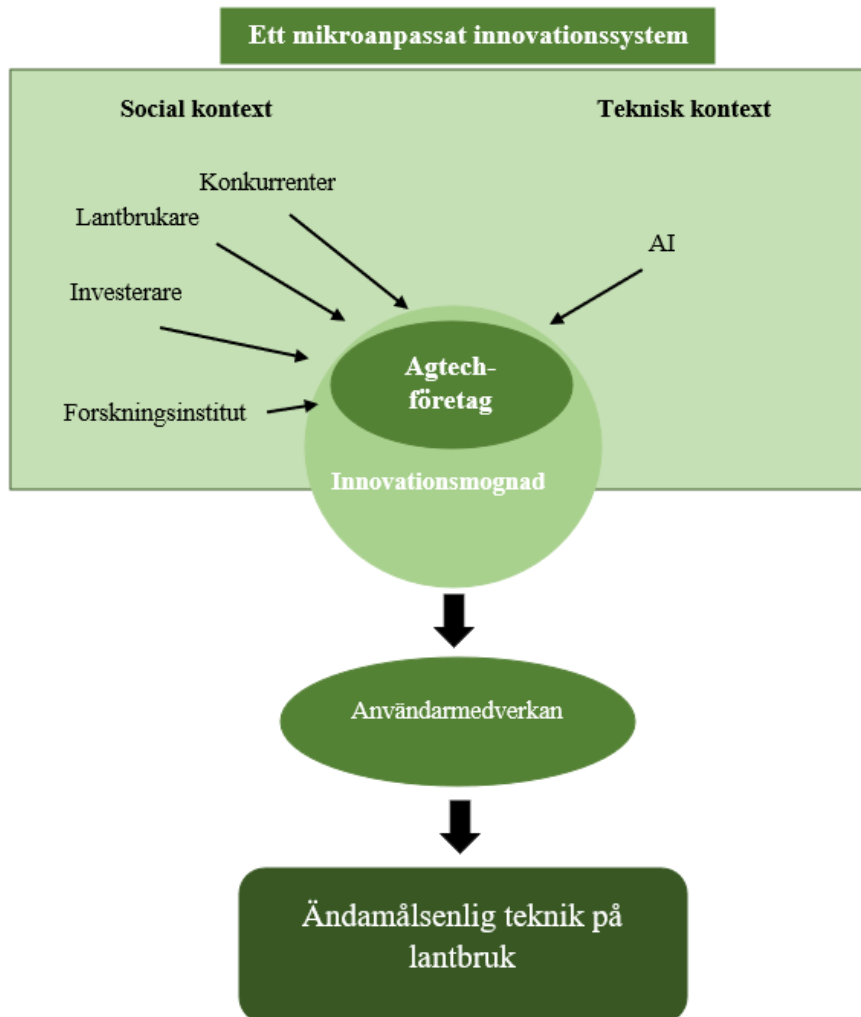 Ett mikroanpassat innovationssystem
Social kontext
Teknisk kontext
Konkurrenter
Lantbrukare
AI
Investerare
Agtech-
företag
Forskningsinstitut
Innovationsmognad
Användarmedverkan
Ändamålsenlig teknik på
lantbruk